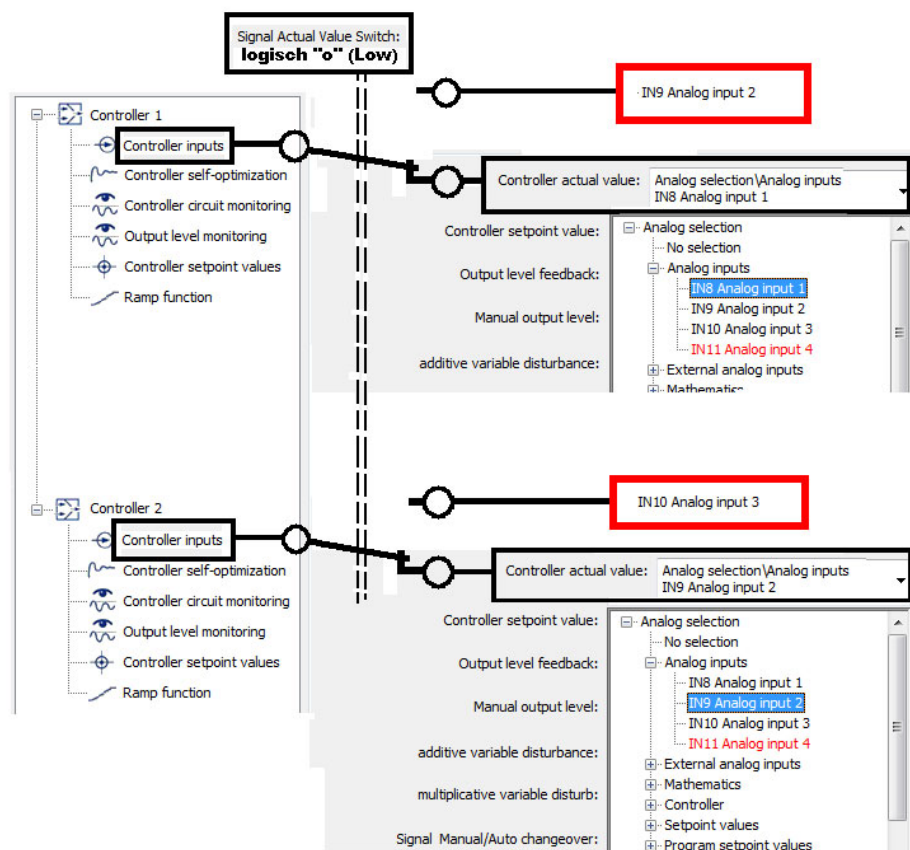 Signal Actual Value Switch:
logisch "o" (Low)
IN9 Analog input 2
Controller 1
Controller inputs
Controller self-optimization
Controller circuit monitoring
Output level monitoring
Controller setpoint values
Ramp function
Controller actual value: Analog selection\Analog inputs
IN8 Analog input 1
Controller setpoint value:
Output level feedback:
Manual output level:
additive variable disturbance:
Analog selection
No selection
Analog inputs
IN8 Analog input 1
IN9 Analog input 2
IN10 Analog input 3
IN11 Analog input 4
External analog inputs
Mathematics
IN10 Analog input 3
Controller 2
Controller inputs
Controller self-optimization
Controller circuit monitoring
Output level monitoring
Controller setpoint values
Ramp function
Controller actual value: Analog selection\Analog inputs
IN9 Analog input 2
Controller setpoint value:
Output level feedback:
Manual output level:
additive variable disturbance:
multiplicative variable disturb:
Signal Manual/Auto changeover:
Analog selection
No selection
Analog inputs
IN8 Analog input 1
IN9 Analog input 2
IN10 Analog input 3
IN11 Analog input 4
External analog inputs
Mathematics
Controller
Setpoint values
Program setpoint values